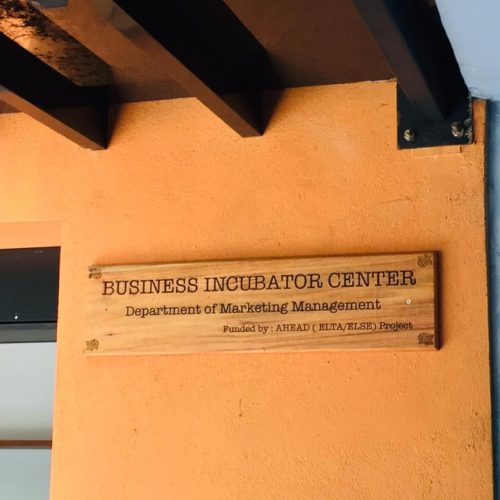 BUSINESS INCUBATOR CENTER
Department of Marketing Management
Funded by : AHEAD ( ELTA/ELSE) Project